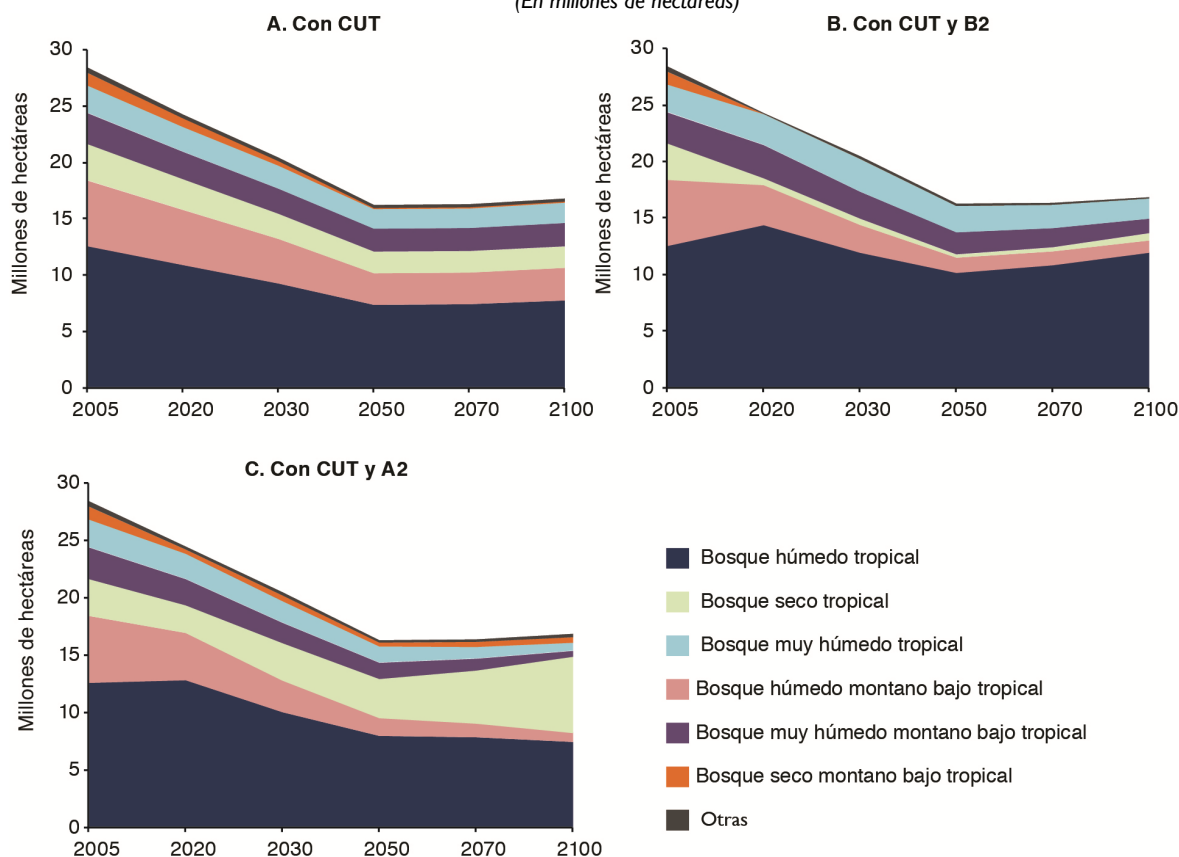 (En millones de hectáreas)
A. Con CUT
Millones de hectáreas
30
25
20
15
10
5
0
2005 2020 2030 2050 2070 2100
B. Con CUT y B2
Millones de hectáreas
30
25
20
15
10
5
0
2005 2020 2030 2050 2070 2100
C. Con CUT y A2
Millones de hectáreas
30
25
20
15
10
5
0
2005 2020 2030 2050 2070 2100
Bosque húmedo tropical
Bosque seco tropical
Bosque muy húmedo tropical
Bosque húmedo montano bajo tropical
Bosque muy húmedo montano bajo tropical
Bosque seco montano bajo tropical
Otras